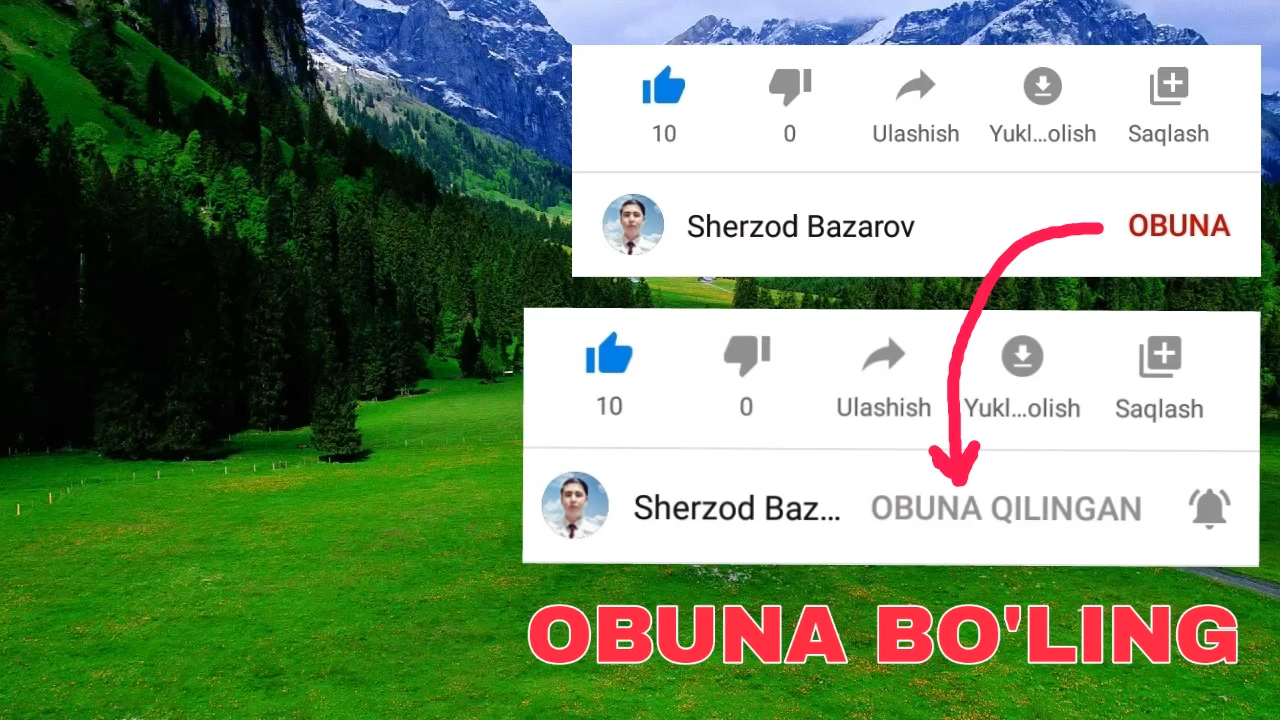 10 0 Ulashish Yukl...olish Saqlash
Sherzod Bazarov OBUNA
10 0 Ulashish Yukl...olish Saqlash
Sherzod Baz... OBUNA QILINGAN
OBUNA BO'LING